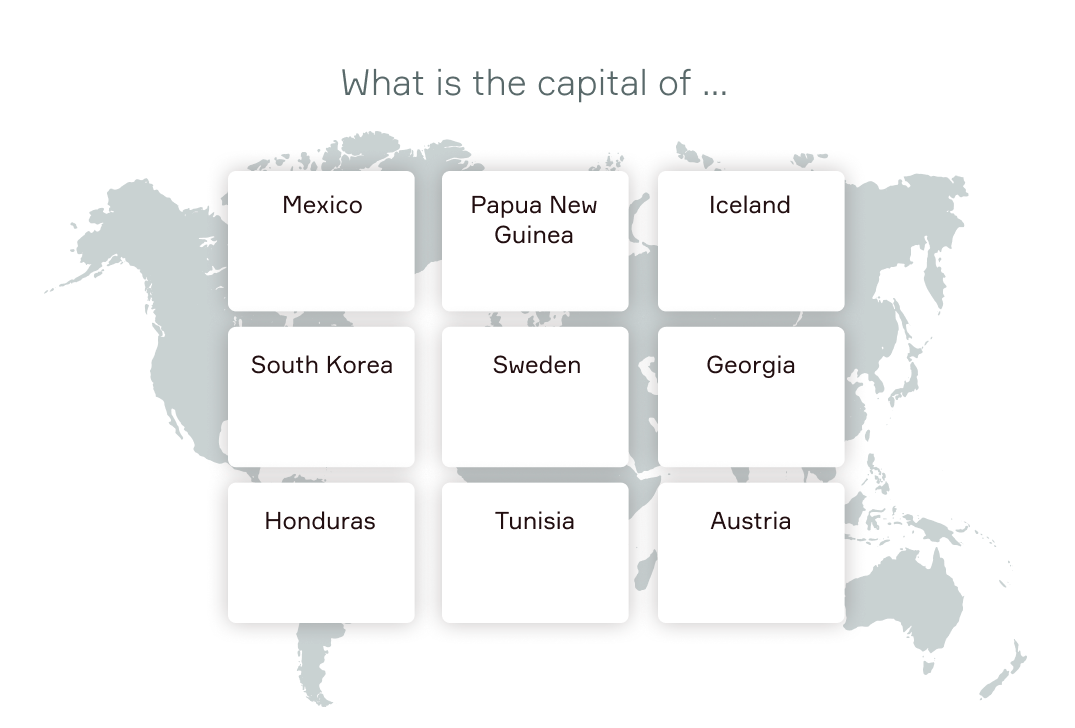 What is the capital of ...
Mexico
Papua New
Guinea
Iceland
South Korea
Sweden
Georgia
Honduras
Tunisia
Austria